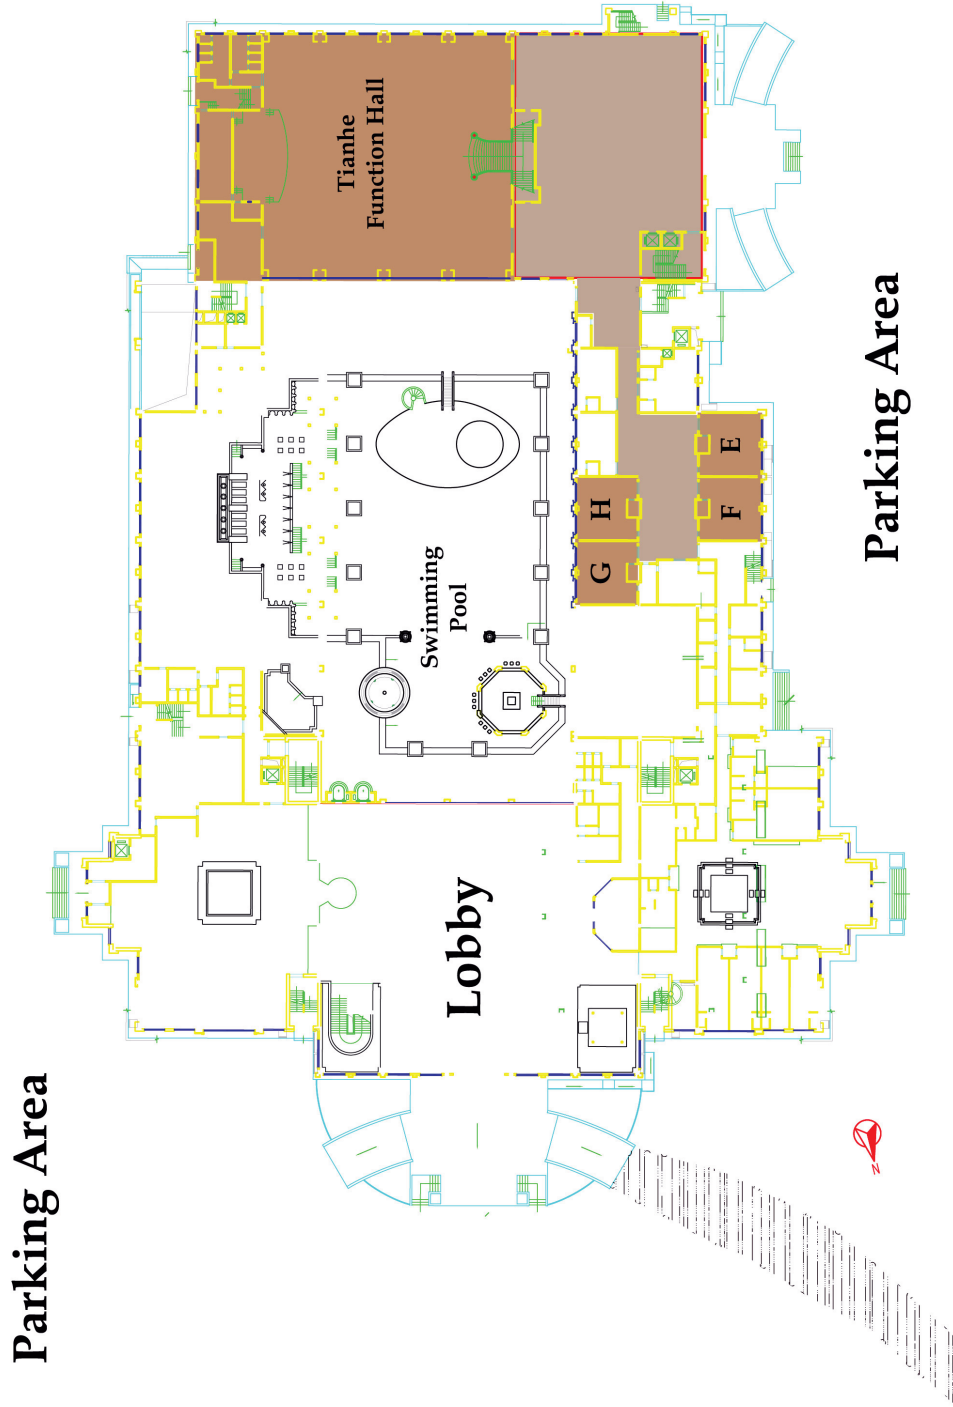 Parking Area
Lobby
Swimming
Pool
Tianhe
Function Hall
G
H
F
E
Parking Area
N